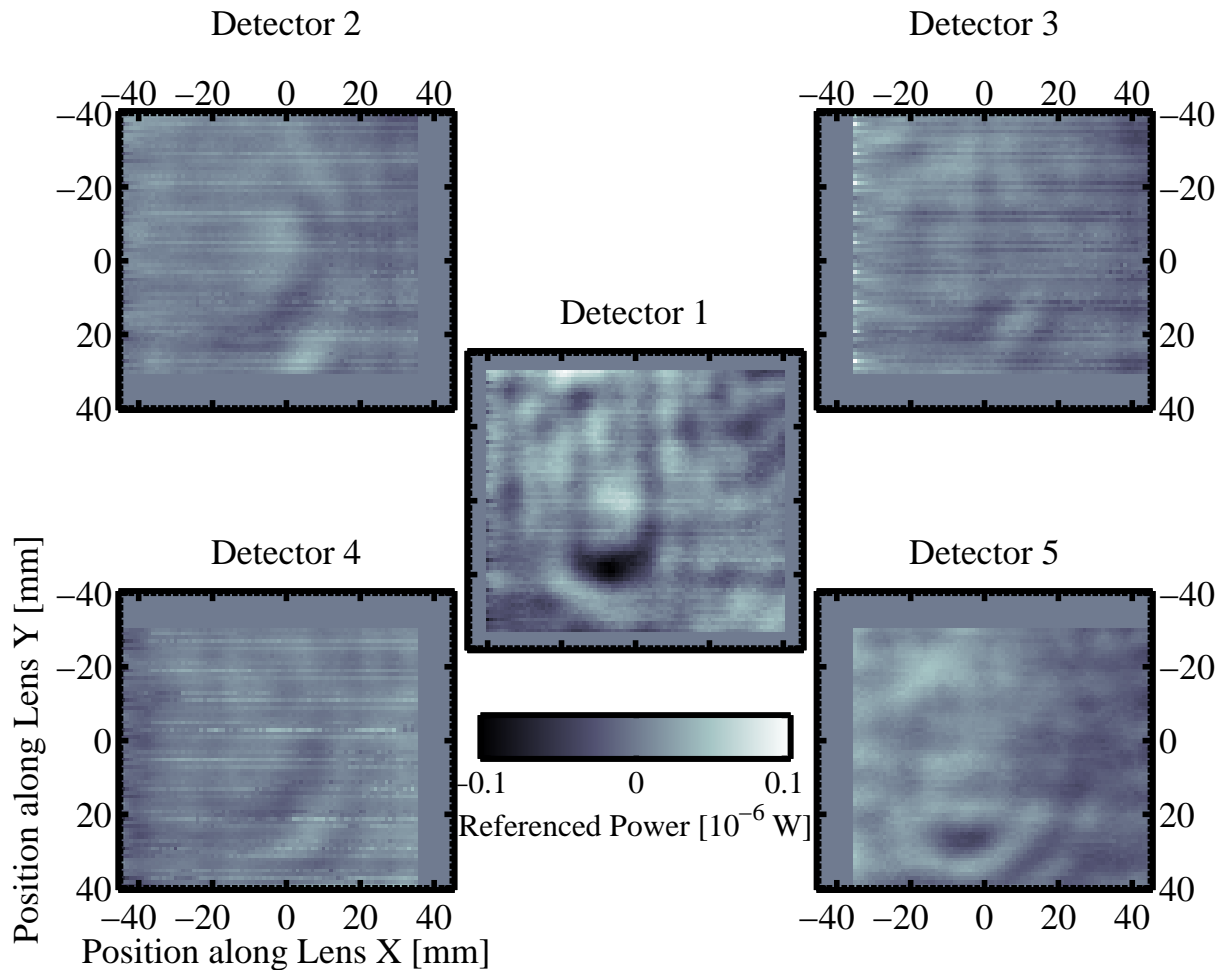 Detector 2
Detector 3
−40 −20 0 20 40
−40 −20 0 20 40
−40
−20
0
20
40
−40
−20
0
20
40
Detector 1
Detector 4
Detector 5
−40
−20
0
20
40
−40
−20
0
20
40
−0.1 0 0.1
Referenced Power [10⁻⁶ W]
−40 −20 0 20 40
−40 −20 0 20 40
Position along Lens X [mm]
Position along Lens Y [mm]